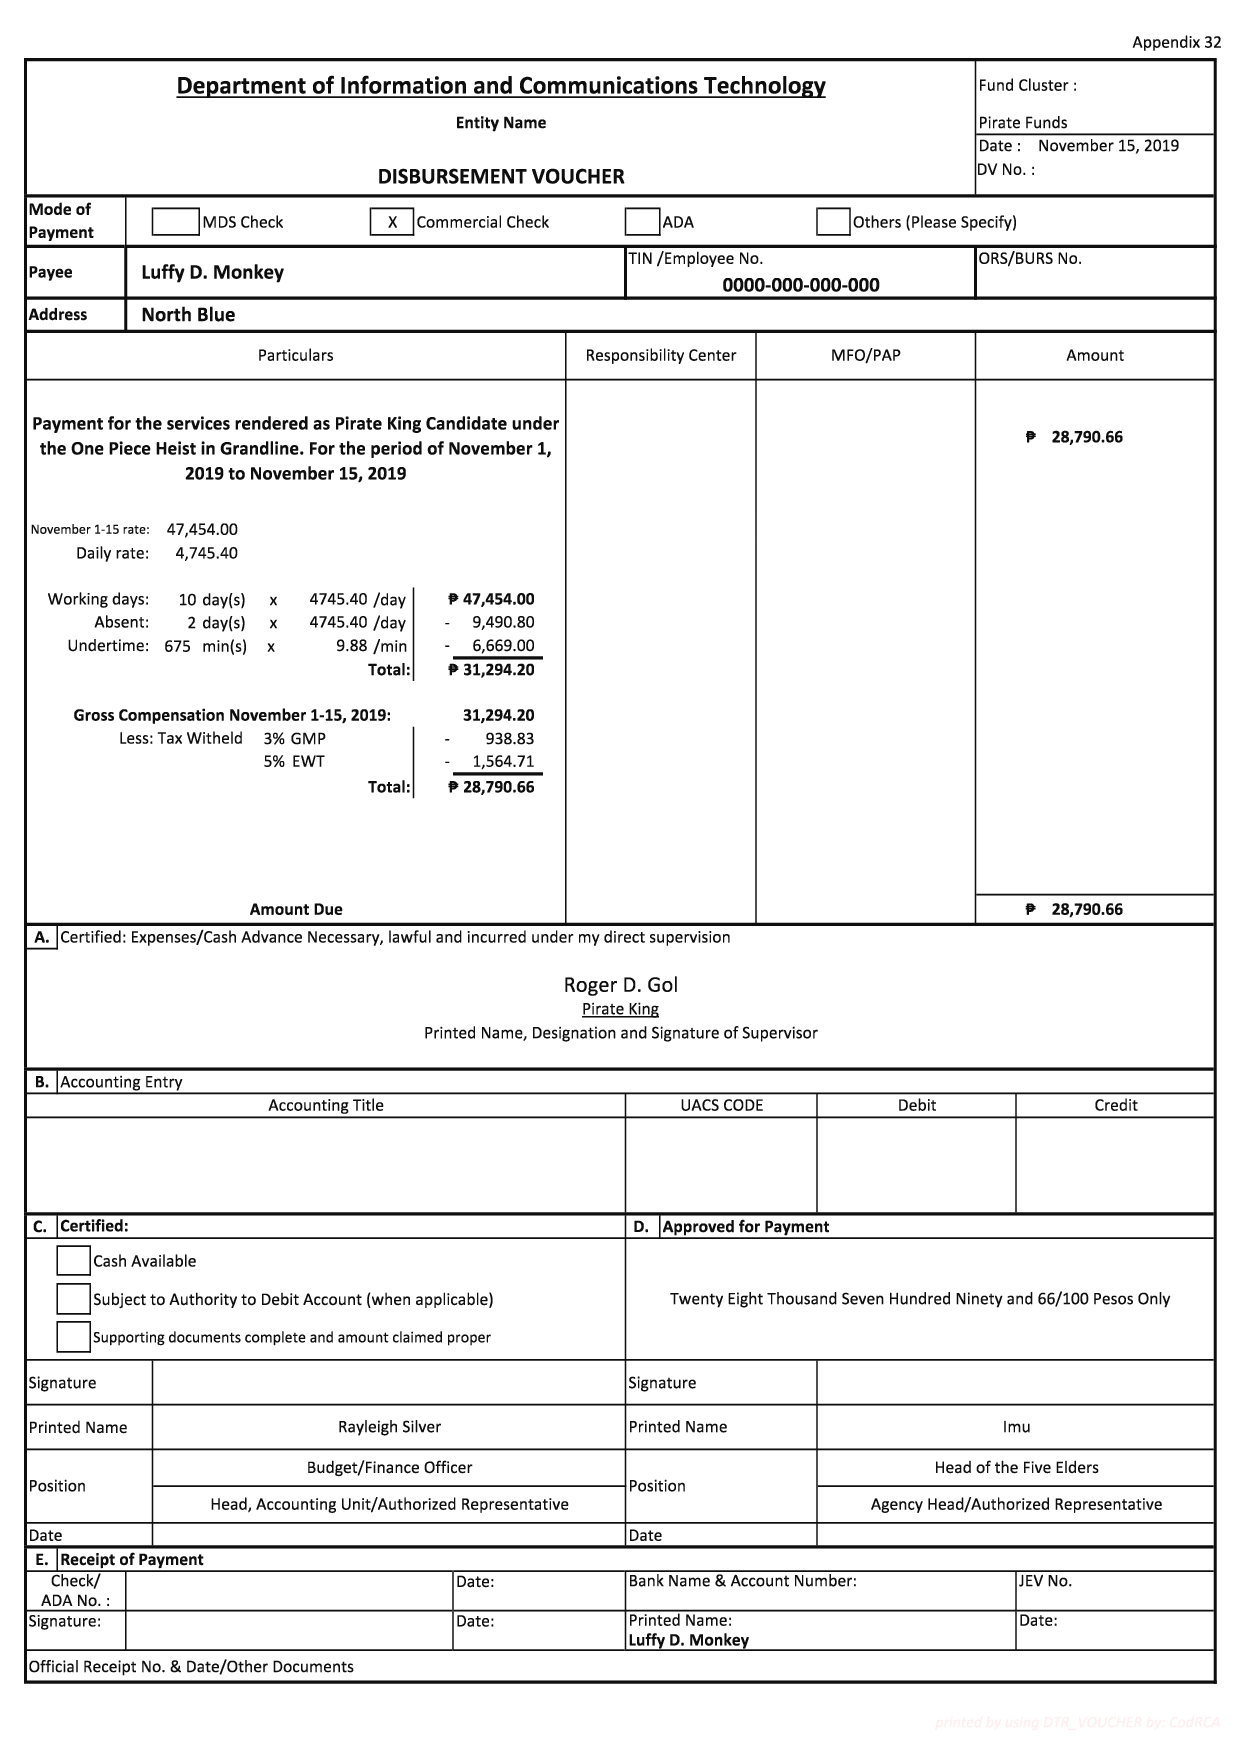 Appendix 32
Department of Information and Communications Technology
Entity Name
DISBURSEMENT VOUCHER
Fund Cluster :
Pirate Funds
Date : November 15, 2019
DV No. :
Mode of Payment
MDS Check
X Commercial Check
ADA
Others (Please Specify)
Payee
Luffy D. Monkey
TIN /Employee No.
0000-000-000-000
ORS/BURS No.
Address
North Blue
Particulars Responsibility Center MFO/PAP Amount
Payment for the services rendered as Pirate King Candidate under
the One Piece Heist in Grandline. For the period of November 1,
2019 to November 15, 2019
₱ 28,790.66
November 1-15 rate: 47,454.00
Daily rate: 4,745.40
Working days: 10 day(s) x 4745.40 /day ₱ 47,454.00
Absent: 2 day(s) x 4745.40 /day - 9,490.80
Undertime: 675 min(s) x 9.88 /min - 6,669.00
Total: ₱ 31,294.20
Gross Compensation November 1-15, 2019: 31,294.20
Less: Tax Witheld 3% GMP - 938.83
5% EWT - 1,564.71
Total: ₱ 28,790.66
Amount Due ₱ 28,790.66
A. Certified: Expenses/Cash Advance Necessary, lawful and incurred under my direct supervision
Roger D. Gol
Pirate King
Printed Name, Designation and Signature of Supervisor
B. Accounting Entry
Accounting Title UACS CODE Debit Credit
C. Certified:
D. Approved for Payment
Cash Available
Subject to Authority to Debit Account (when applicable)
Supporting documents complete and amount claimed proper
Twenty Eight Thousand Seven Hundred Ninety and 66/100 Pesos Only
Signature Signature
Printed Name Rayleigh Silver Printed Name Imu
Position Budget/Finance Officer Position Head of the Five Elders
Head, Accounting Unit/Authorized Representative Agency Head/Authorized Representative
Date Date
E. Receipt of Payment
Check/
ADA No. :
Date:
Bank Name & Account Number:
JEV No.
Signature:
Date:
Printed Name:
Luffy D. Monkey
Date:
Official Receipt No. & Date/Other Documents
printed by using DTR_VOUCHER by: CodRCA